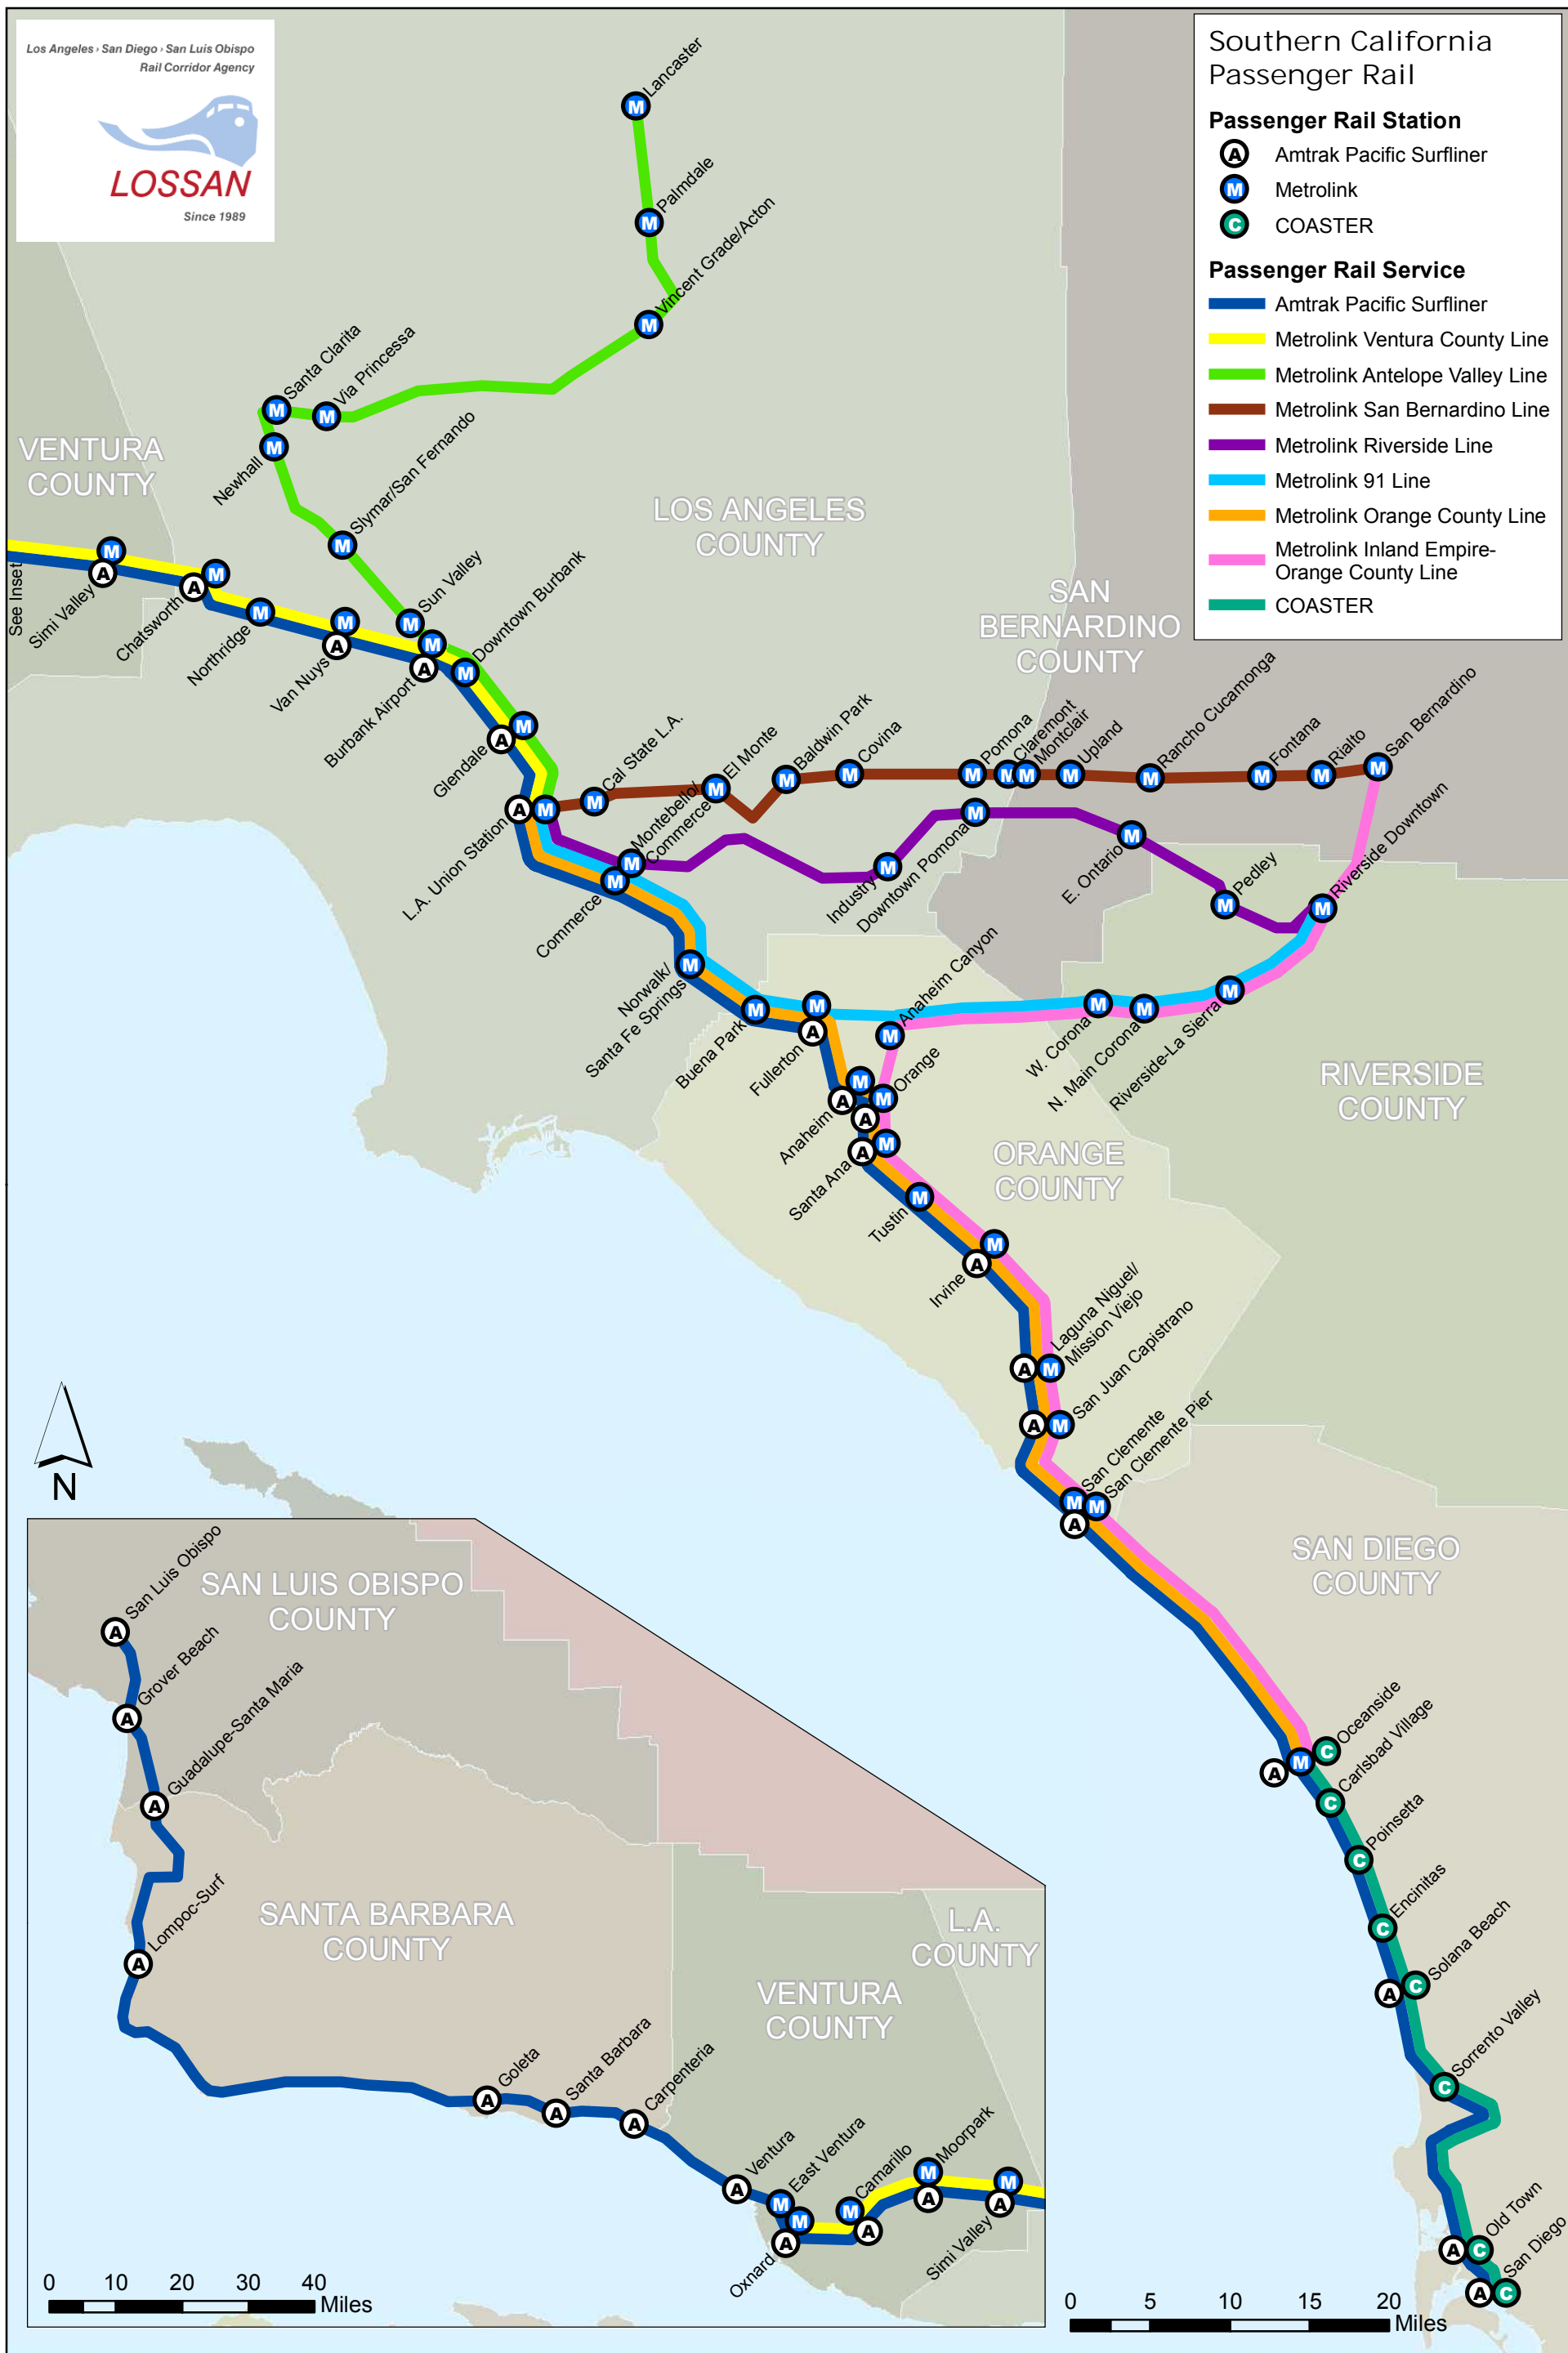 Los Angeles › San Diego › San Luis Obispo
Rail Corridor Agency
LOSSAN
Since 1989
Southern California
Passenger Rail
Passenger Rail Station
A Amtrak Pacific Surfliner
M Metrolink
C COASTER
Passenger Rail Service
Amtrak Pacific Surfliner
Metrolink Ventura County Line
Metrolink Antelope Valley Line
Metrolink San Bernardino Line
Metrolink Riverside Line
Metrolink 91 Line
Metrolink Orange County Line
Metrolink Inland Empire-
Orange County Line
COASTER
Lancaster
Palmdale
Vincent Grade/Acton
Santa Clarita
Via Princessa
Newhall
Slymar/San Fernando
VENTURA
COUNTY
LOS ANGELES
COUNTY
SAN
BERNARDINO
COUNTY
See Inset
Simi Valley
Chatsworth
Northridge
Van Nuys
Sun Valley
Burbank Airport
Downtown Burbank
Glendale
L.A. Union Station
Cal State L.A.
El Monte
Baldwin Park
Covina
Pomona
Claremont
Montclair
Upland
Rancho Cucamonga
Fontana
Rialto
San Bernardino
Montebello/
Commerce
Commerce
Industry
Downtown Pomona
E. Ontario
Pedley
Riverside Downtown
Norwalk/
Santa Fe Springs
Buena Park
Fullerton
Anaheim Canyon
W. Corona
N. Main Corona
Riverside-La Sierra
RIVERSIDE
COUNTY
Anaheim
Orange
Santa Ana
ORANGE
COUNTY
Tustin
Irvine
Laguna Niguel/
Mission Viejo
San Juan Capistrano
San Clemente
San Clemente Pier
SAN DIEGO
COUNTY
Oceanside
Carlsbad Village
Poinsetta
Encinitas
Solana Beach
Sorrento Valley
Old Town
San Diego
N
San Luis Obispo
SAN LUIS OBISPO
COUNTY
Grover Beach
Guadalupe-Santa Maria
Lompoc-Surf
SANTA BARBARA
COUNTY
L.A.
COUNTY
VENTURA
COUNTY
Goleta
Santa Barbara
Carpenteria
Ventura
East Ventura
Oxnard
Camarillo
Moorpark
Simi Valley
0 10 20 30 40
Miles
0 5 10 15 20
Miles